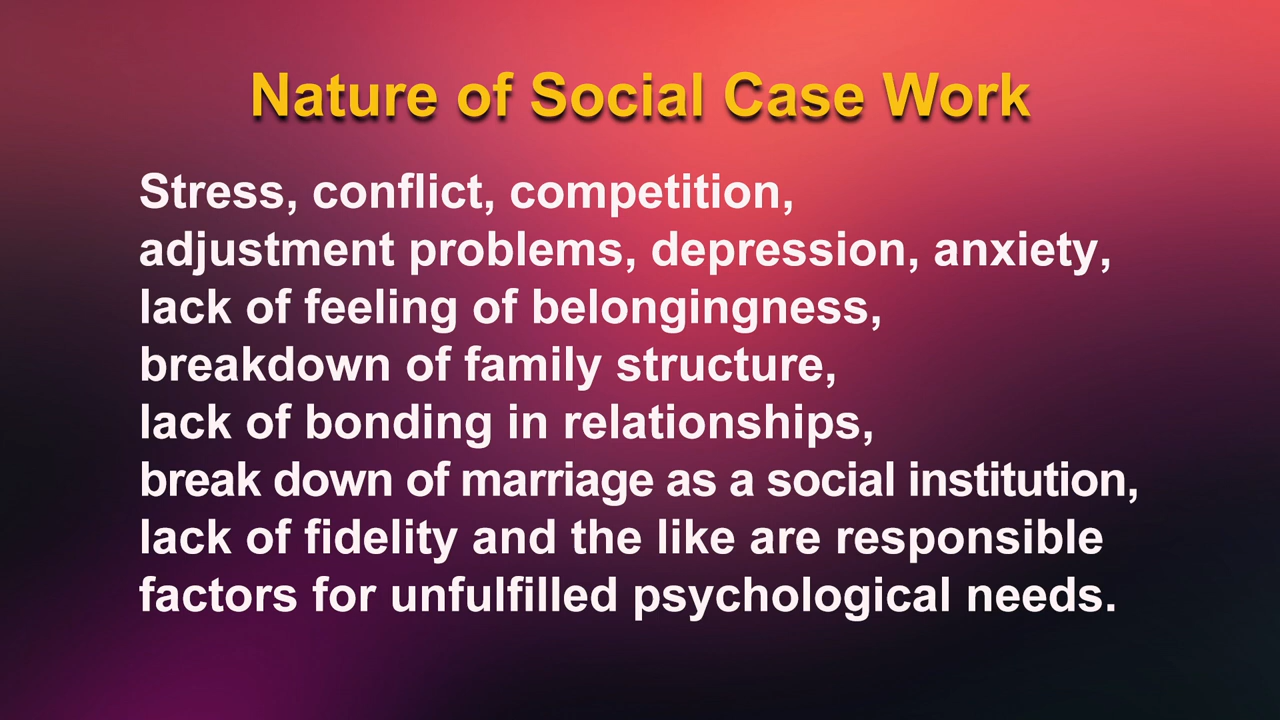 Nature of Social Case Work
Stress, conflict, competition,
adjustment problems, depression, anxiety,
lack of feeling of belongingness,
breakdown of family structure,
lack of bonding in relationships,
break down of marriage as a social institution,
lack of fidelity and the like are responsible
factors for unfulfilled psychological needs.